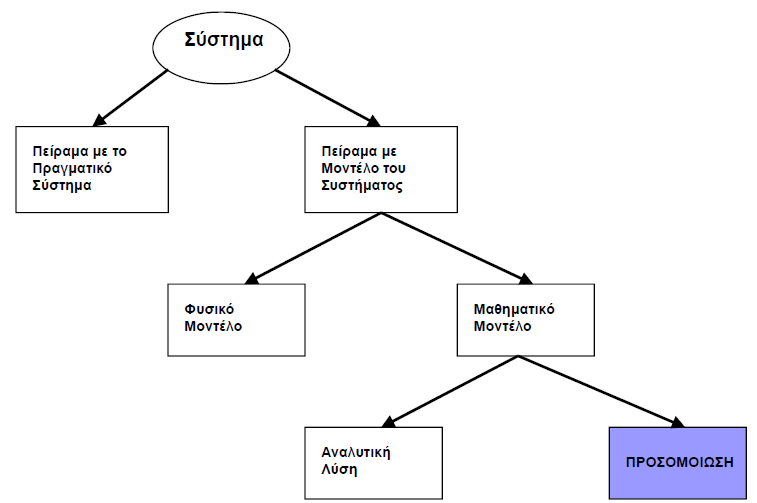 Σύστημα
Πείραμα με το
Πραγματικό
Σύστημα
Πείραμα με
Μοντέλο του
Συστήματος
Φυσικό
Μοντέλο
Μαθηματικό
Μοντέλο
Αναλυτική
Λύση
ΠΡΟΣΟΜΟΙΩΣΗ